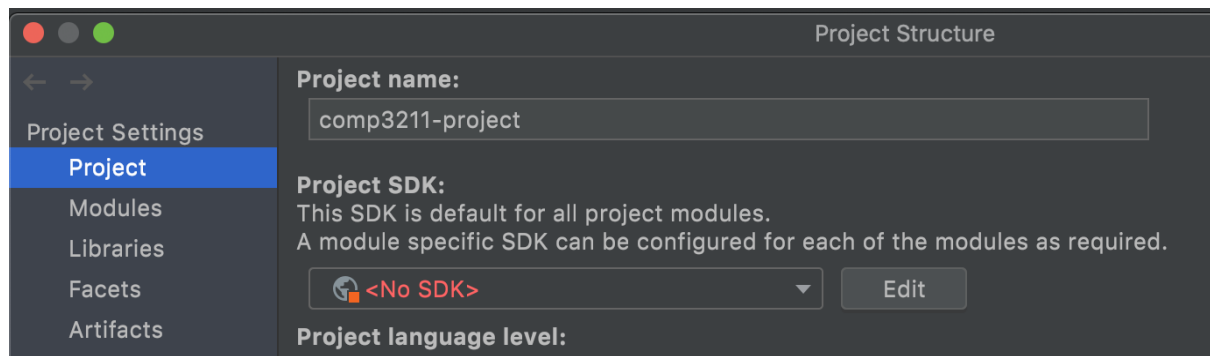 Project Structure
Project Settings
Project
Modules
Libraries
Facets
Artifacts
Project name:
comp3211-project
Project SDK:
This SDK is default for all project modules.
A module specific SDK can be configured for each of the modules as required.
<No SDK>
Edit
Project language level: